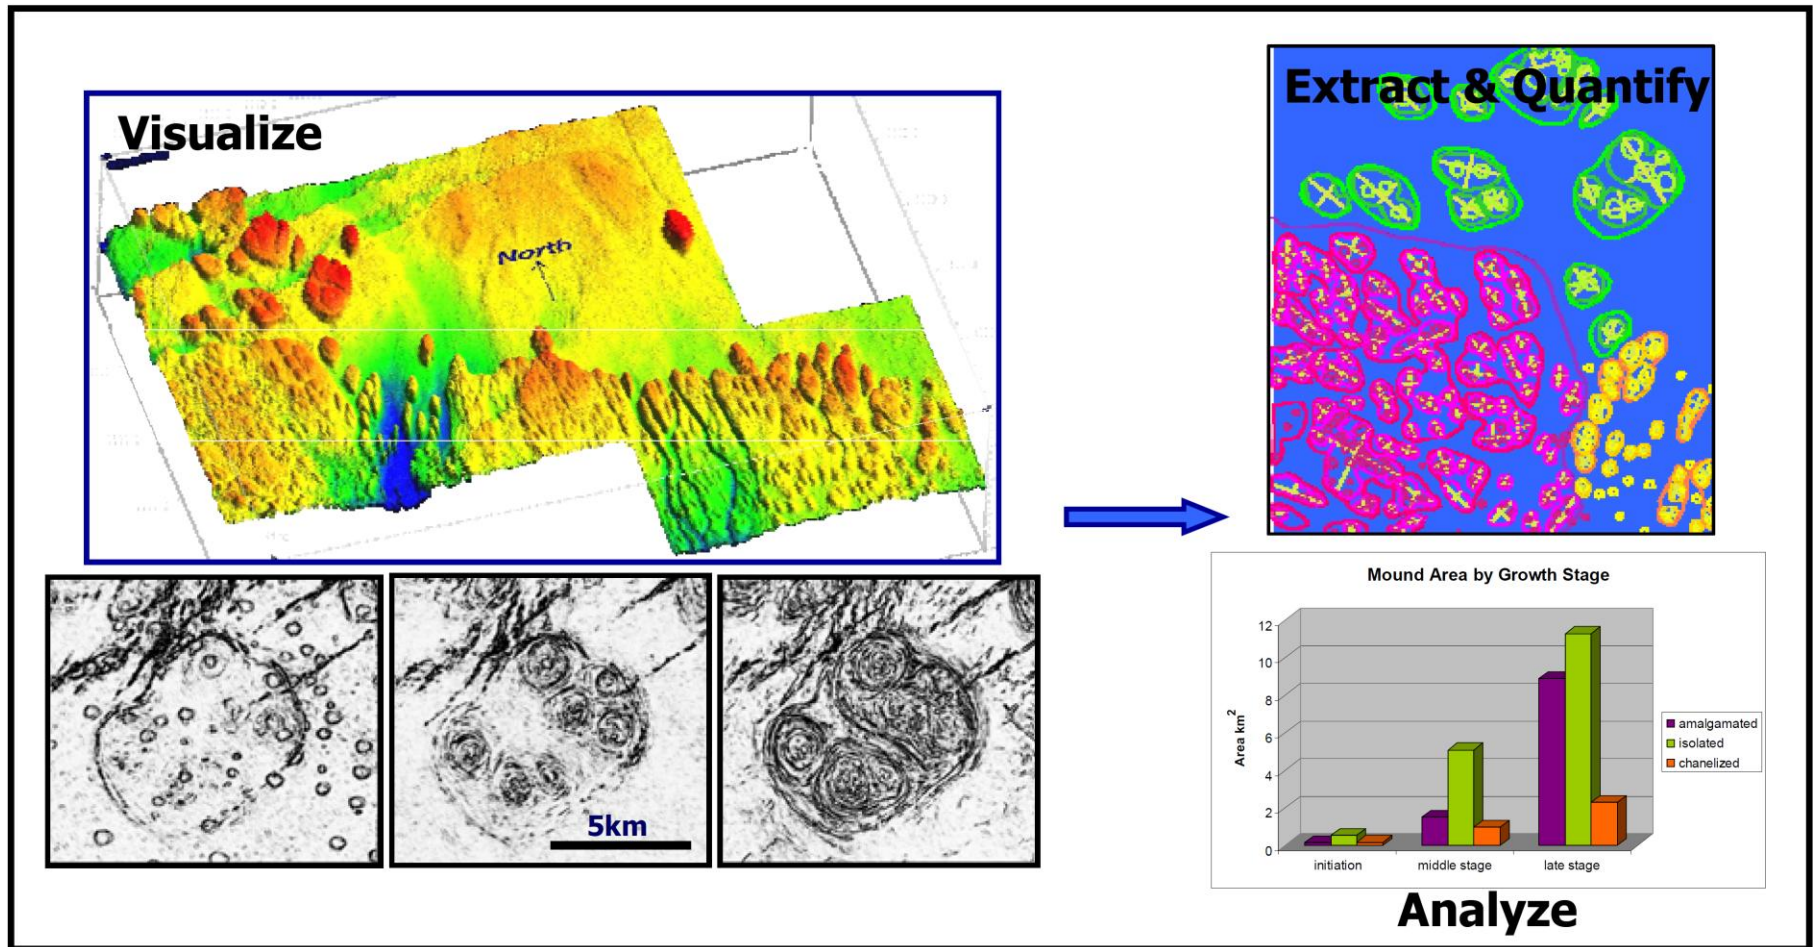 Visualize
North
5km
Extract & Quantify
Mound Area by Growth Stage
Area km²
12
10
8
6
4
2
0
initiation
middle stage
late stage
amalgamated
isolated
chanelized
Analyze